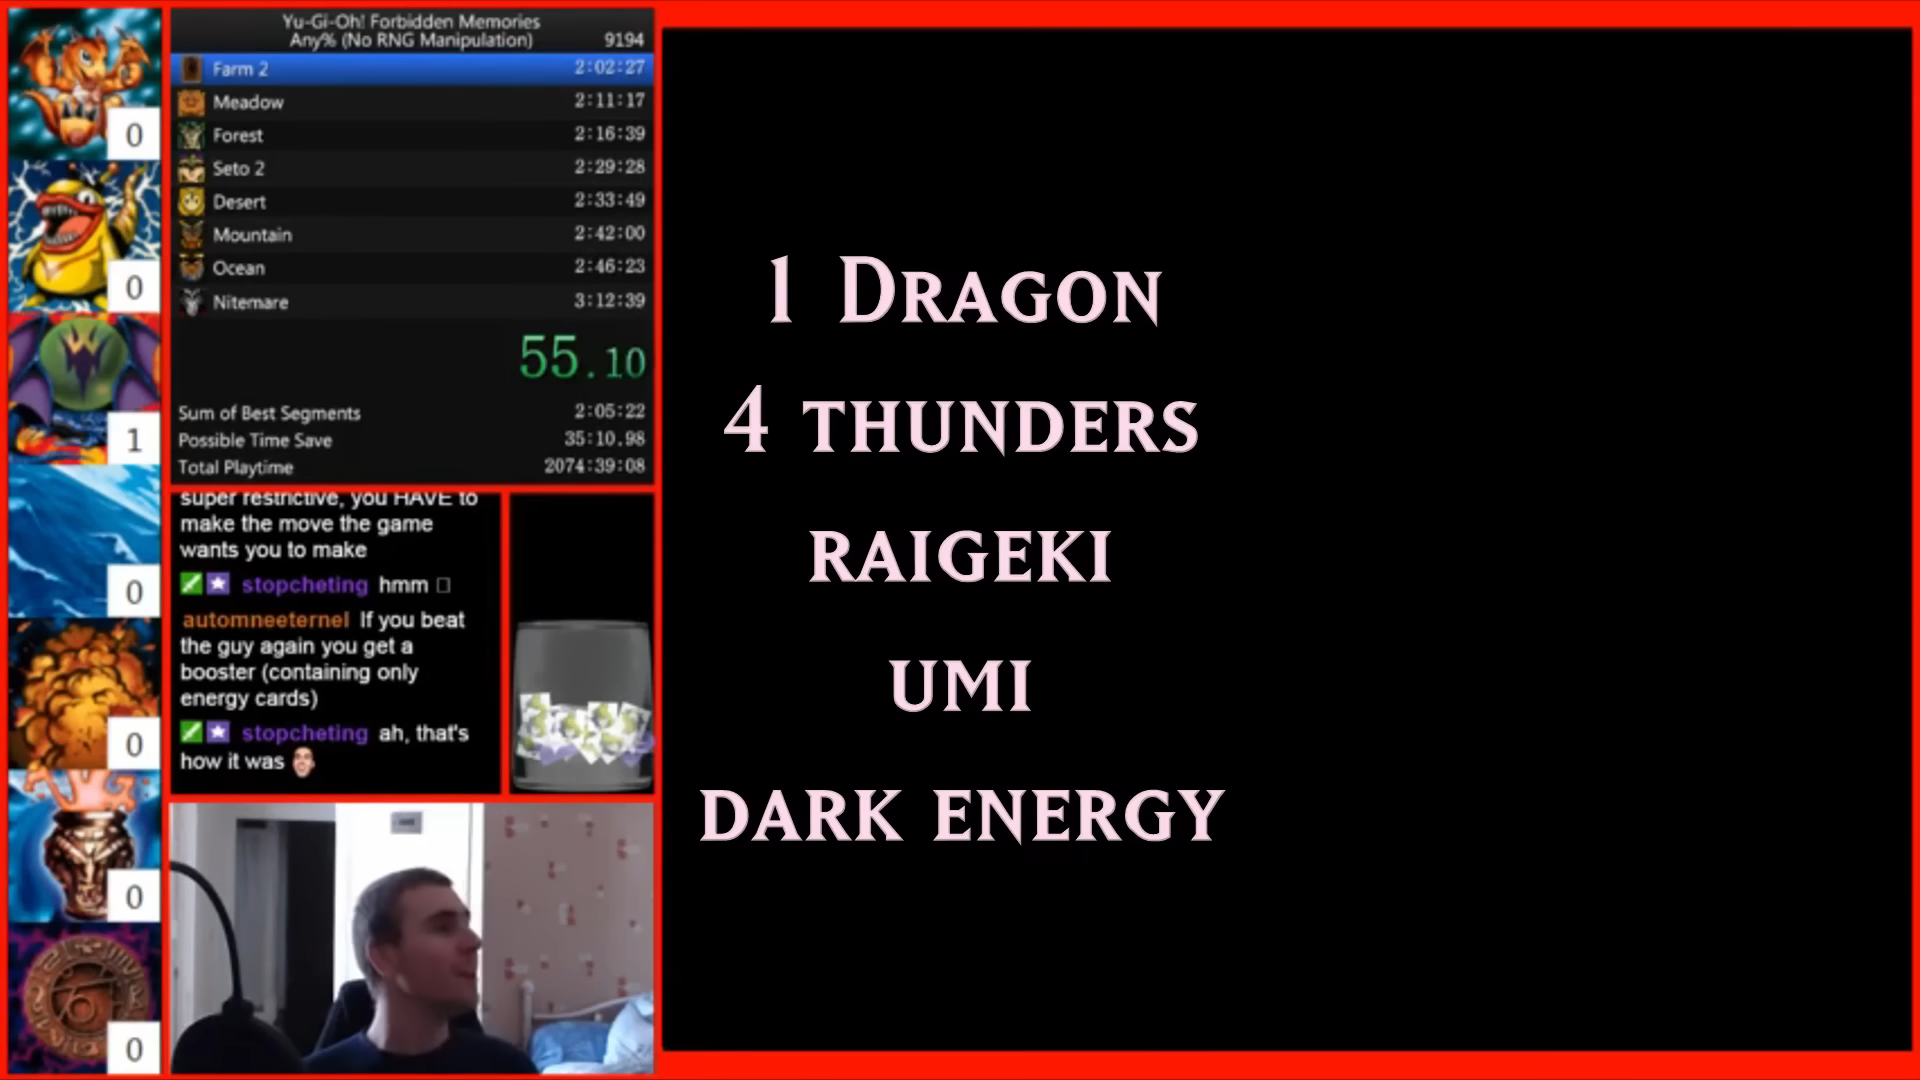 Yu-Gi-Oh! Forbidden Memories
Any% (No RNG Manipulation) 9194
Farm 2 2:02:27
Meadow 2:11:17
Forest 2:16:39
Seto 2 2:29:28
Desert 2:33:49
Mountain 2:42:00
Ocean 2:46:23
Nitemare 3:12:39
55.10
Sum of Best Segments 2:05:22
Possible Time Save 35:10.98
Total Playtime 2074:39:08
super restrictive, you HAVE to
make the move the game
wants you to make
stopcheting hmm
automneeternel If you beat
the guy again you get a
booster (containing only
energy cards)
stopcheting ah, that's
how it was
0
0
1
0
0
0
0
1 Dragon
4 thunders
raigeki
umi
dark energy